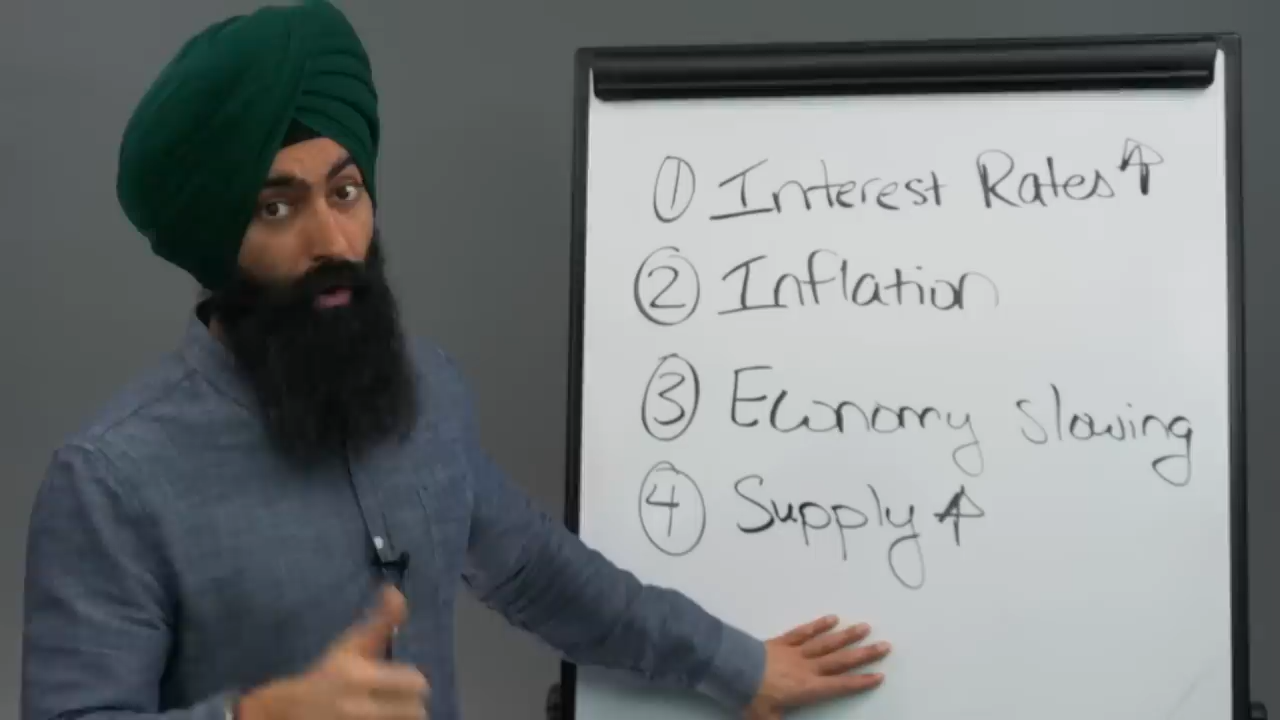 ① Interest Rates ↑
② Inflation
③ Economy Slowing
④ Supply ↑